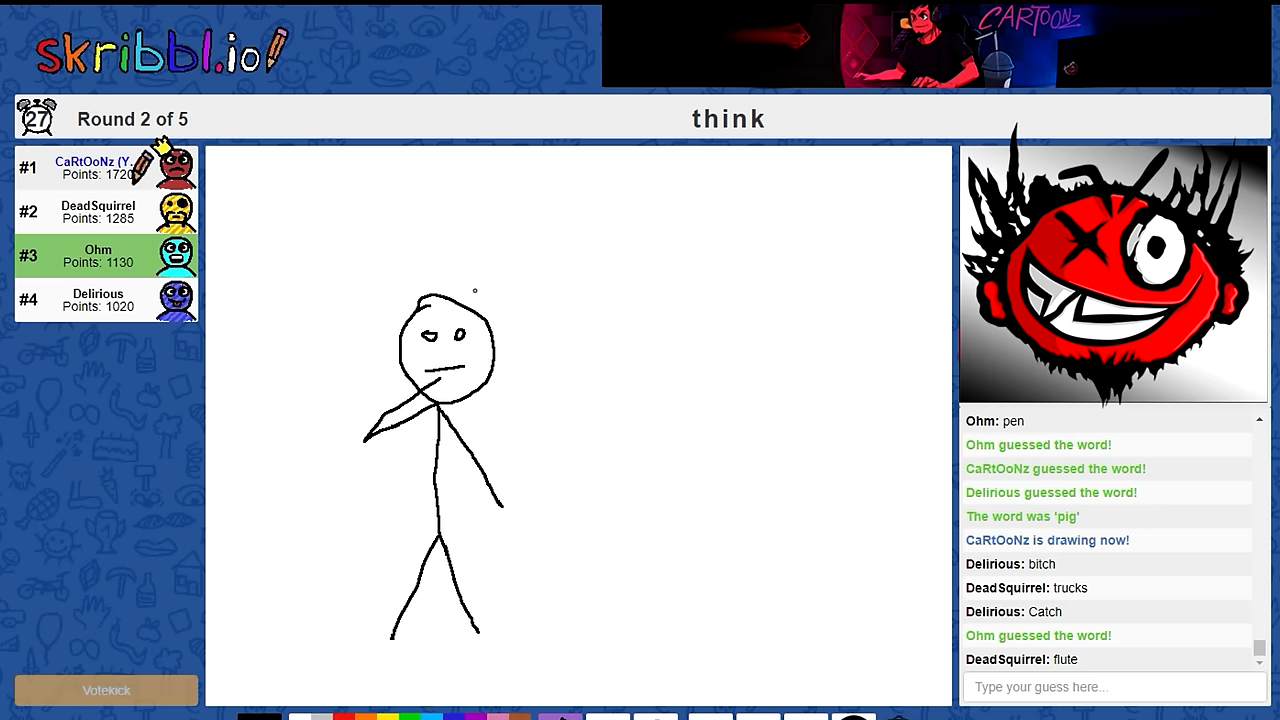 skribbl.io
CARTOONZ
27
Round 2 of 5
think
#1
CaRtOoNz (Y.
Points: 1720
#2
DeadSquirrel
Points: 1285
#3
Ohm
Points: 1130
#4
Delirious
Points: 1020
Ohm: pen
Ohm guessed the word!
CaRtOoNz guessed the word!
Delirious guessed the word!
The word was 'pig'
CaRtOoNz is drawing now!
Delirious: bitch
DeadSquirrel: trucks
Delirious: Catch
Ohm guessed the word!
DeadSquirrel: flute
Votekick
Type your guess here...